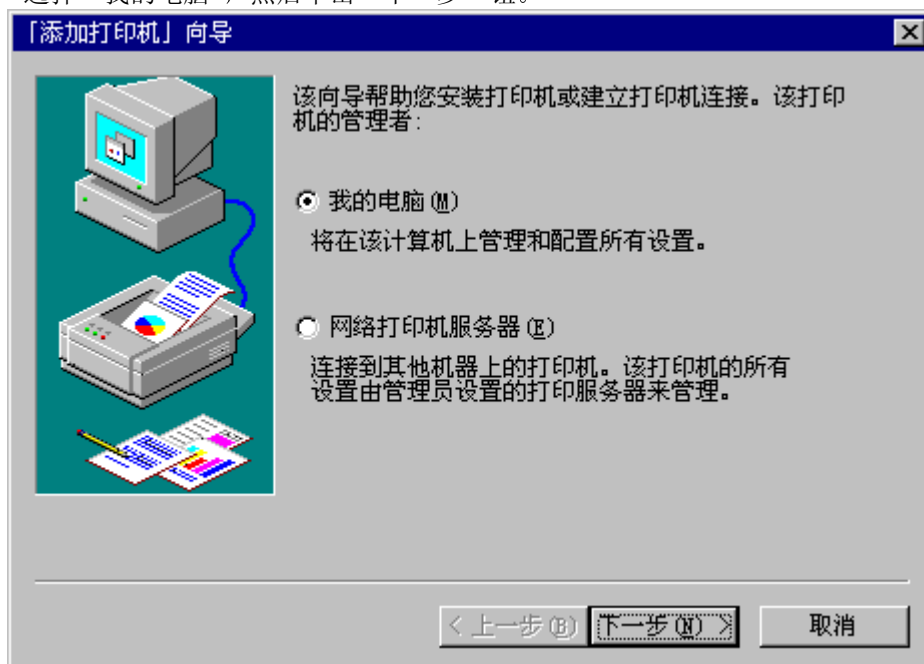 「添加打印机」向导
该向导帮助您安装打印机或建立打印机连接。该打印
机的管理者:
我的电脑(M)
将在该计算机上管理和配置所有设置。
网络打印机服务器(E)
连接到其他机器上的打印机。该打印机的所有
设置由管理员设置的打印服务器来管理。
< 上一步(B) 下一步(N) > 取消